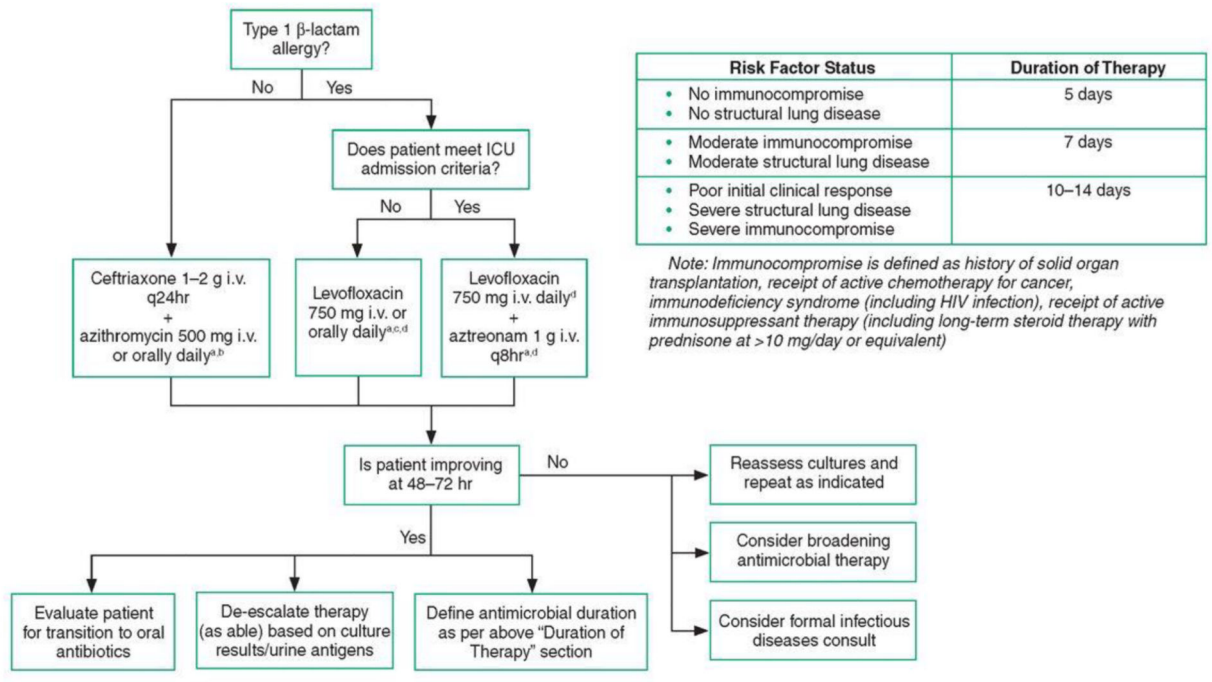 Type 1 β-lactam
allergy?
No
Yes
Does patient meet ICU
admission criteria?
No
Yes
Ceftriaxone 1–2 g i.v.
q24hr
+
azithromycin 500 mg i.v.
or orally dailyᵃ,ᵇ
Levofloxacin
750 mg i.v. or
orally dailyᵃ,ᶜ,ᵈ
Levofloxacin
750 mg i.v. dailyᵈ
+
aztreonam 1 g i.v.
q8hrᵃ,ᵈ
Is patient improving
at 48–72 hr
No
Yes
Reassess cultures and
repeat as indicated
Consider broadening
antimicrobial therapy
Consider formal infectious
diseases consult
Evaluate patient
for transition to oral
antibiotics
De-escalate therapy
(as able) based on culture
results/urine antigens
Define antimicrobial duration
as per above “Duration of
Therapy” section
Risk Factor Status
Duration of Therapy
• No immunocompromise
• No structural lung disease
5 days
• Moderate immunocompromise
• Moderate structural lung disease
7 days
• Poor initial clinical response
• Severe structural lung disease
• Severe immunocompromise
10–14 days
Note: Immunocompromise is defined as history of solid organ
transplantation, receipt of active chemotherapy for cancer,
immunodeficiency syndrome (including HIV infection), receipt of active
immunosuppressant therapy (including long-term steroid therapy with
prednisone at >10 mg/day or equivalent)